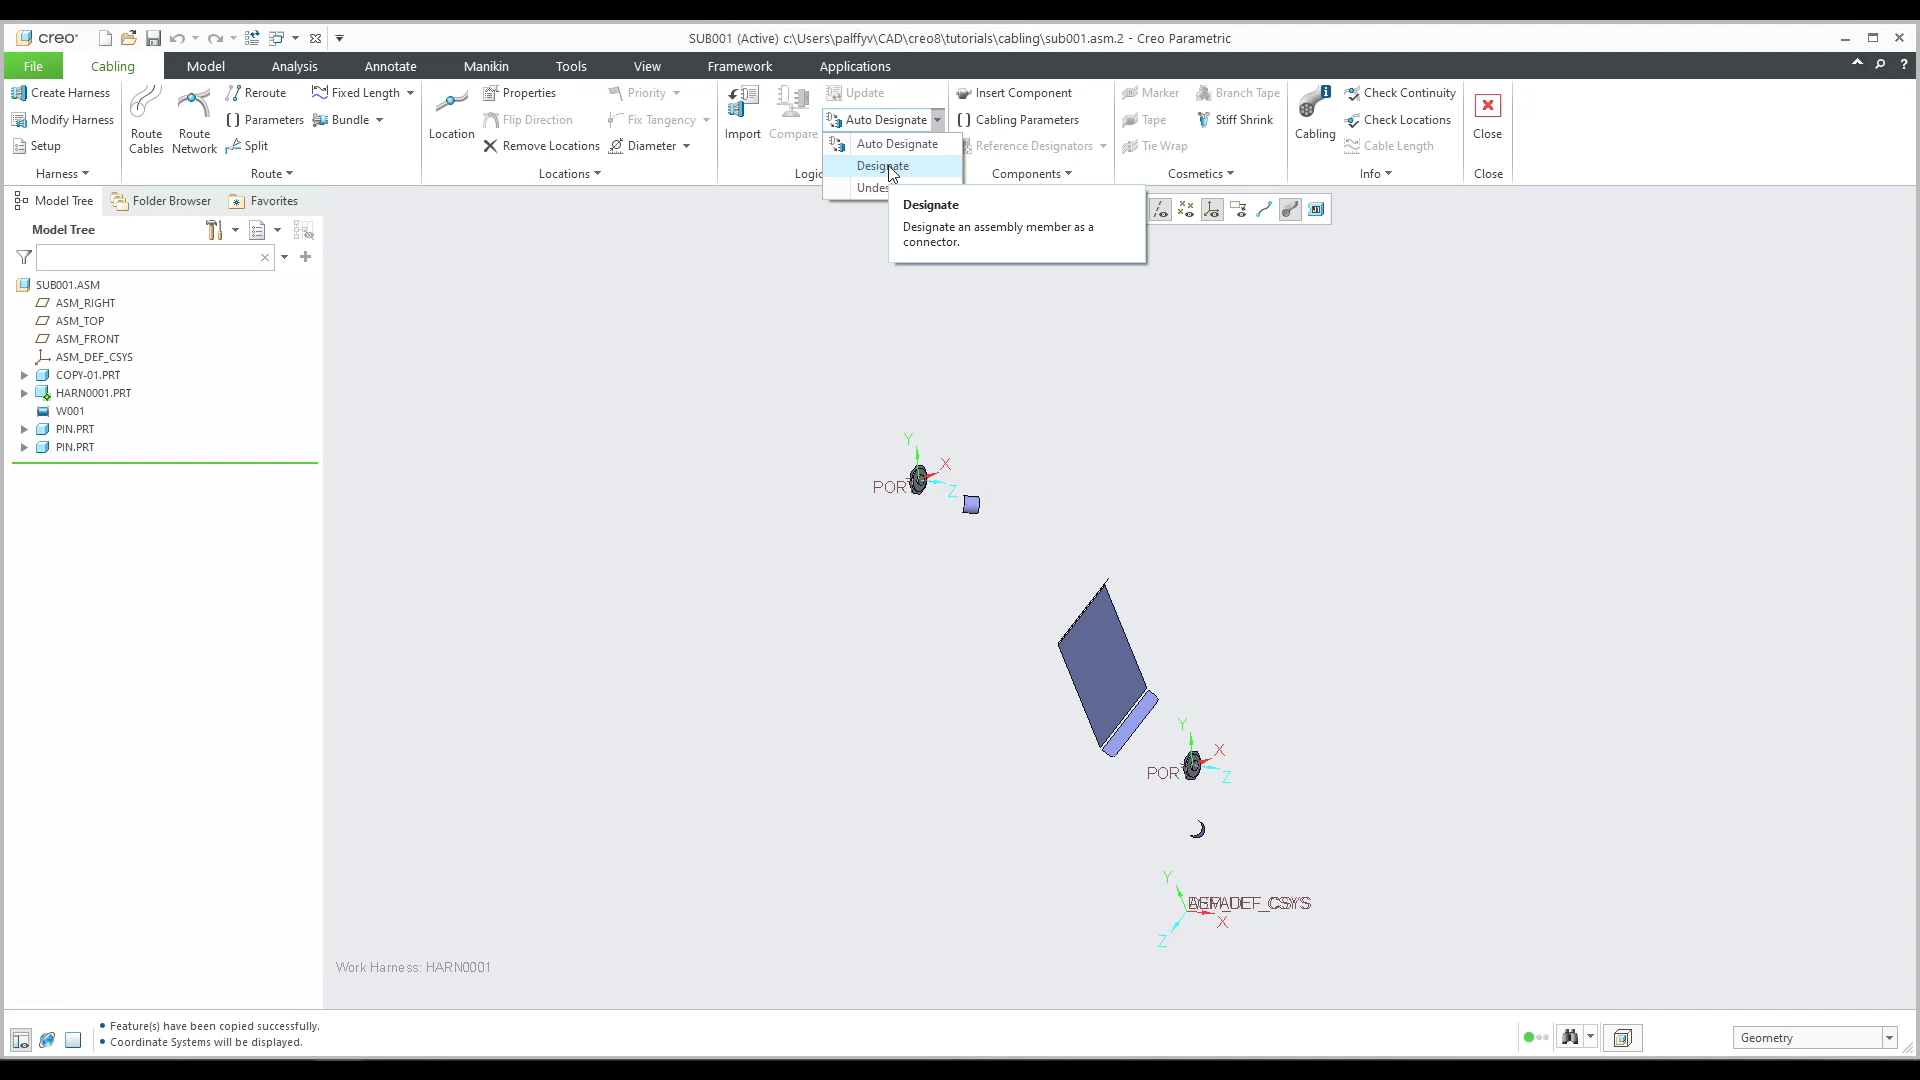 creo
SUB001 (Active) c:\Users\palffyv\CAD\creo8\tutorials\cabling\sub001.asm.2 - Creo Parametric
File Cabling Model Analysis Annotate Manikin Tools View Framework Applications
Create Harness
Modify Harness
Setup
Harness
Route Cables
Route Network
Reroute
Parameters
Split
Fixed Length
Bundle
Route
Location
Properties
Flip Direction
Remove Locations
Priority
Fix Tangency
Diameter
Locations
Import
Compare
Update
Auto Designate
Auto Designate
Designate
Designate
Designate an assembly member as a
connector.
Insert Component
Cabling Parameters
Reference Designators
Components
Marker
Tape
Tie Wrap
Branch Tape
Stiff Shrink
Cosmetics
Cabling
Check Continuity
Check Locations
Cable Length
Info
Close
Close
Model Tree Folder Browser Favorites
Model Tree
SUB001.ASM
ASM_RIGHT
ASM_TOP
ASM_FRONT
ASM_DEF_CSYS
COPY-01.PRT
HARN0001.PRT
W001
PIN.PRT
PIN.PRT
Y
X
Z
POR
Y
X
Z
POR
Y
X
Z
Work Harness: HARN0001
Feature(s) have been copied successfully.
Coordinate Systems will be displayed.
Geometry